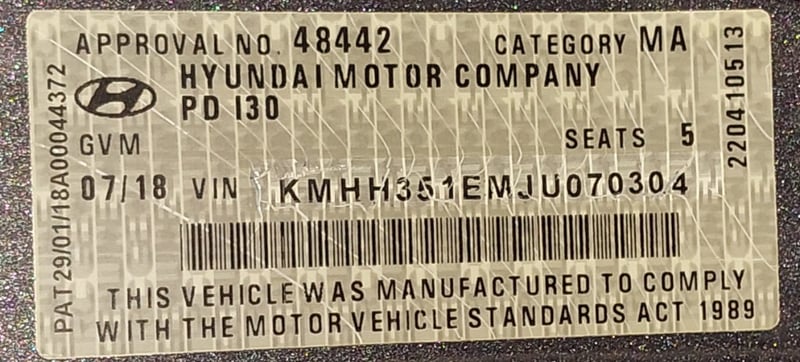 APPROVAL NO. 48442 CATEGORY MA
HYUNDAI MOTOR COMPANY
PD I30
GVM SEATS 5
07/18 VIN KMHH351EMJU070304
THIS VEHICLE WAS MANUFACTURED TO COMPLY
WITH THE MOTOR VEHICLE STANDARDS ACT 1989
PAT29/01/18A00044372
220410513